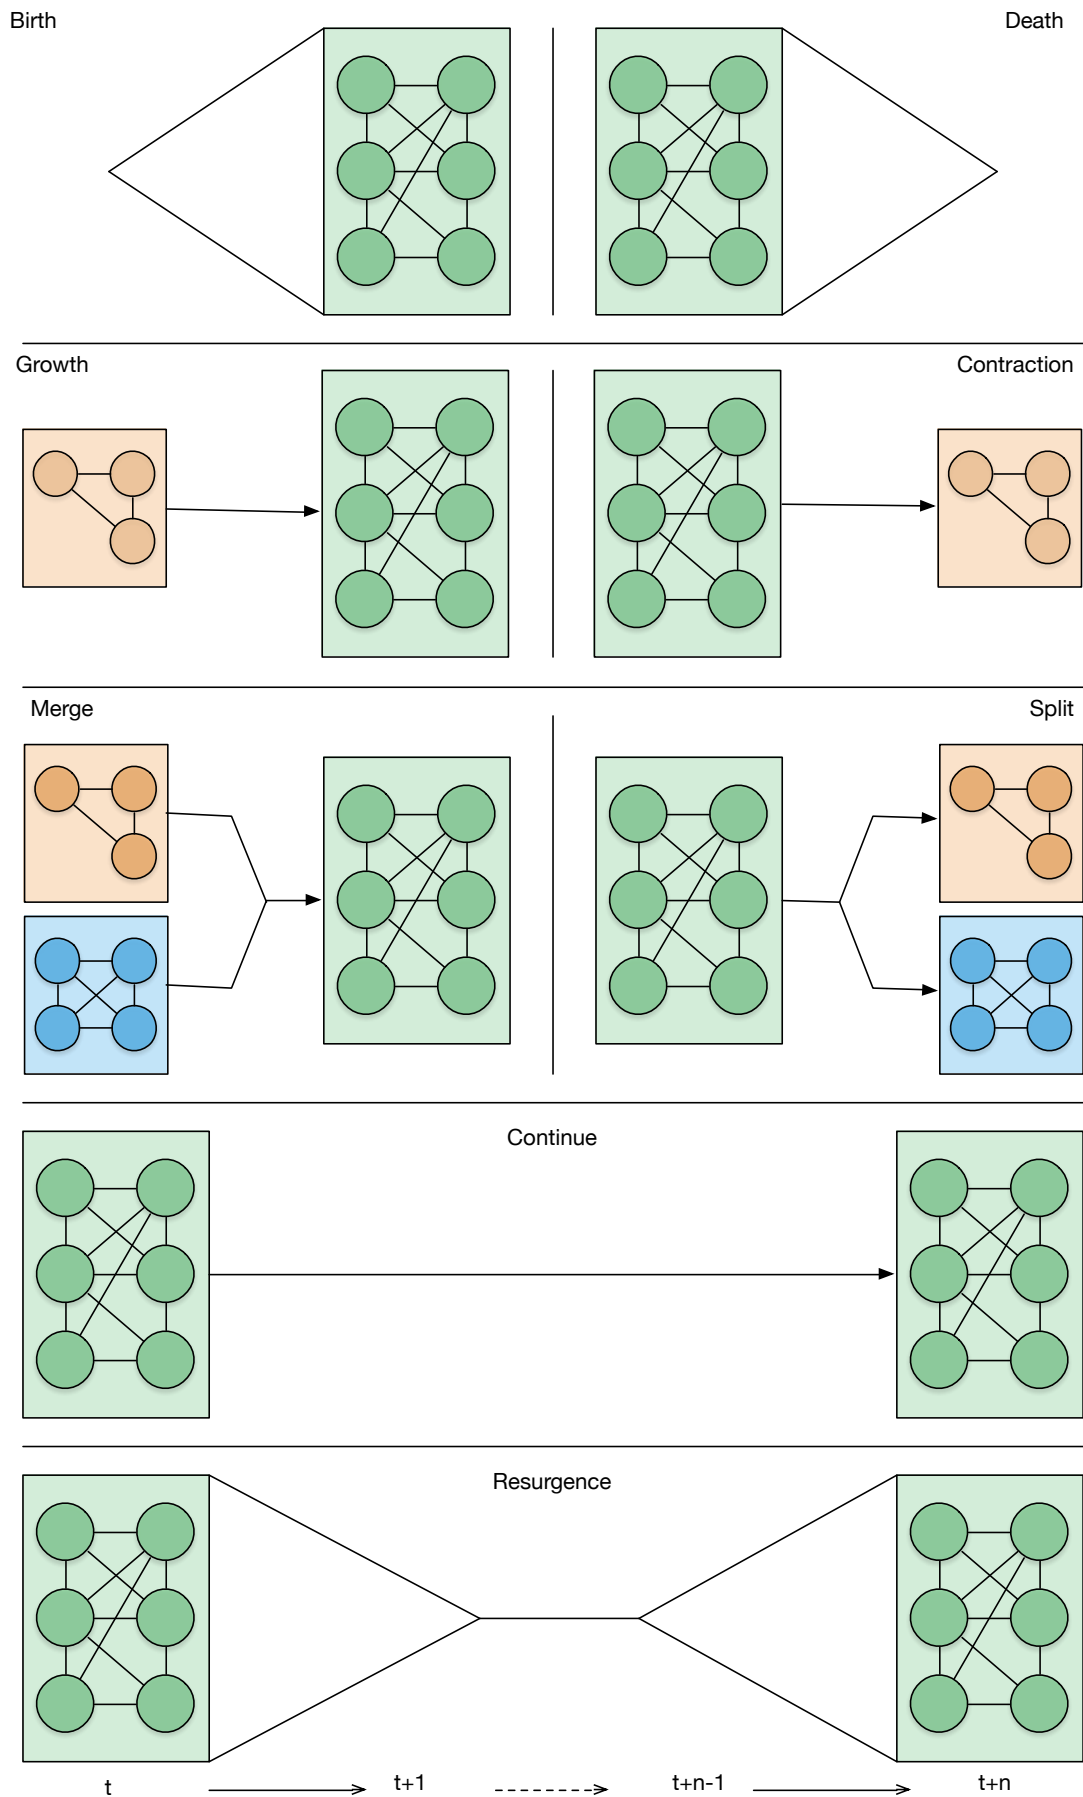 Birth
Death
Growth
Contraction
Merge
Split
Continue
Resurgence
t
t+1
t+n-1
t+n